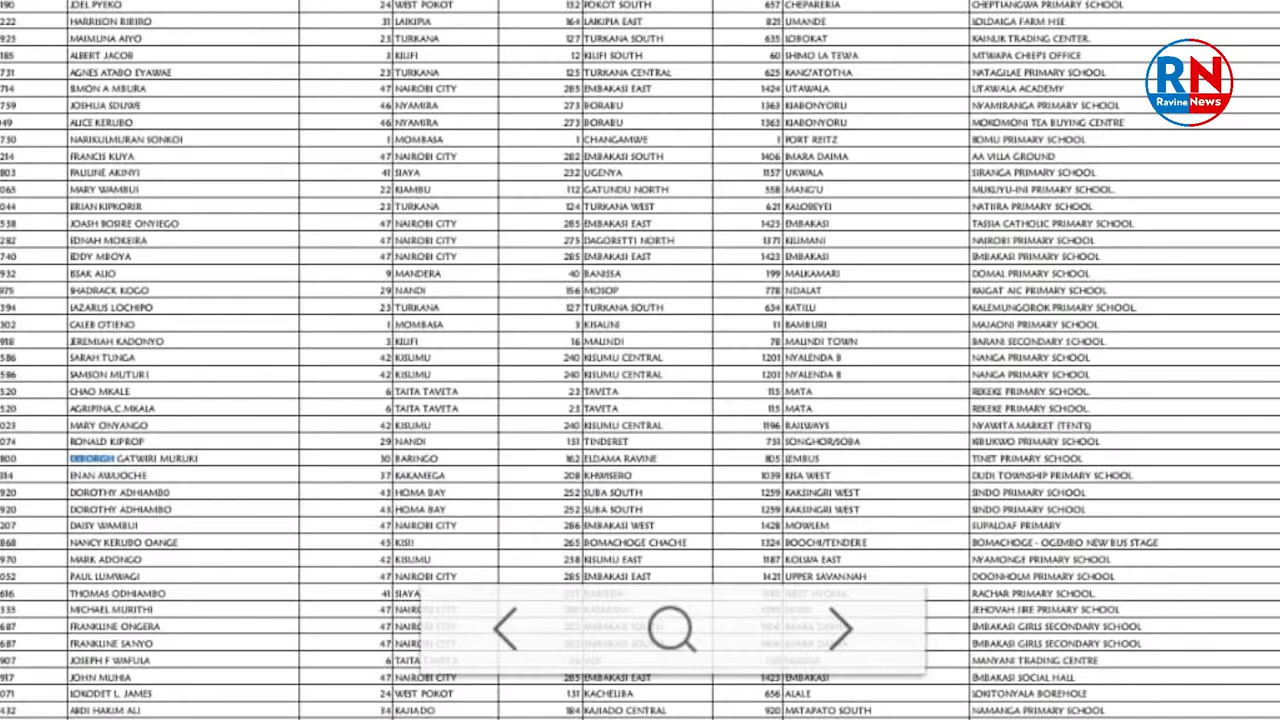 190 JOEL PYEKO 24 WEST POKOT 132 POKOT SOUTH 657 CHEPARERIA CHEPTIANGWA PRIMARY SCHOOL
222 HARRISON RIBIRO 31 LAIKIPIA 164 LAIKIPIA EAST 821 UMANDE LOLDAIGA FARM HSE
925 MAIMUNA AIYO 23 TURKANA 127 TURKANA SOUTH 635 LOBOKAT KAINUK TRADING CENTER.
185 ALBERT JACOB 3 KILIFI 12 KILIFI SOUTH 60 SHIMO LA TEWA MTWAPA CHIEF'S OFFICE
731 AGNES ATABO EYAWAE 23 TURKANA 125 TURKANA CENTRAL 625 KANG'ATOTHA NATAGILAE PRIMARY SCHOOL
714 SIMON A MBURA 47 NAIROBI CITY 285 EMBAKASI EAST 1424 UTAWALA UTAWALA ACADEMY
759 JOSHUA SDUWE 46 NYAMIRA 273 BORABU 1363 KIABONYORU NYAMIRANGA PRIMARY SCHOOL
149 ALICE KERUBO 46 NYAMIRA 273 BORABU 1363 KIABONYORU MOKOMONI TEA BUYING CENTRE
730 NARIKULMURAN SONKOI 1 MOMBASA 1 CHANGAMWE 1 PORT REITZ BOMU PRIMARY SCHOOL
214 FRANCIS KUYA 47 NAIROBI CITY 282 EMBAKASI SOUTH 1406 IMARA DAIMA AA VILLA GROUND
803 PAULINE AKINYI 41 SIAYA 232 UGENYA 1157 UKWALA SIRANGA PRIMARY SCHOOL
065 MARY WAMBUI 22 KIAMBU 112 GATUNDU NORTH 558 MANG'U MUKUYU-INI PRIMARY SCHOOL.
044 BRIAN KIPKORIR 23 TURKANA 124 TURKANA WEST 621 KALOBEYEI NATIIRA PRIMARY SCHOOL
558 JOASH BOSIRE ONYIEGO 47 NAIROBI CITY 285 EMBAKASI EAST 1423 EMBAKASI TASSIA CATHOLIC PRIMARY SCHOOL
282 EDNAH MOKEIRA 47 NAIROBI CITY 275 DAGORETTI NORTH 1371 KILIMANI NAIROBI PRIMARY SCHOOL
740 EDDY MBOYA 47 NAIROBI CITY 285 EMBAKASI EAST 1423 EMBAKASI EMBAKASI PRIMARY SCHOOL
932 ISSAK ALIO 9 MANDERA 40 BANISSA 199 MALKAMARI DOMAL PRIMARY SCHOOL
975 SHADRACK KOGO 29 NANDI 156 MOSOP 778 NDALAT KAIGAT AIC PRIMARY SCHOOL
394 LAZARUS LOCHIPO 23 TURKANA 127 TURKANA SOUTH 634 KATILU KALEMUNGOROK PRIMARY SCHOOL
302 CALEB OTIENO 1 MOMBASA 3 KISAUNI 11 BAMBURI MAJAONI PRIMARY SCHOOL
918 JEREMIAH KADONYO 3 KILIFI 16 MALINDI 78 MALINDI TOWN BARANI SECONDARY SCHOOL
586 SARAH TUNGA 42 KISUMU 240 KISUMU CENTRAL 1201 NYALENDA B NANGA PRIMARY SCHOOL
586 SAMSON MUTURI 42 KISUMU 240 KISUMU CENTRAL 1201 NYALENDA B NANGA PRIMARY SCHOOL
520 CHAO MKALE 6 TAITA TAVETA 23 TAVETA 115 MATA REKEKE PRIMARY SCHOOL
520 AGRIPINA.C.MKALA 6 TAITA TAVETA 23 TAVETA 115 MATA REKEKE PRIMARY SCHOOL
023 MARY ONYANGO 42 KISUMU 240 KISUMU CENTRAL 1196 RAILWAYS NYAWITA MARKET (TENTS)
074 RONALD KIPROP 29 NANDI 151 TINDERET 751 SONGHOR/SOBA KIBUKWO PRIMARY SCHOOL
800 DEBORGH GATWIRI MURUKI 30 BARINGO 162 ELDAMA RAVINE 805 LEMBUS TINET PRIMARY SCHOOL
314 ENAN AWUOCHE 37 KAKAMEGA 208 KHWISERO 1039 KISA WEST DUDI TOWNSHIP PRIMARY SCHOOL
920 DOROTHY ADHIAMB0 43 HOMA BAY 252 SUBA SOUTH 1259 KAKSINGRI WEST SINDO PRIMARY SCHOOL
920 DOROTHY ADHIAMBO 43 HOMA BAY 252 SUBA SOUTH 1259 KAKSINGRI WEST SINDO PRIMARY SCHOOL
207 DAISY WAMBUI 47 NAIROBI CITY 286 EMBAKASI WEST 1428 MOWLEM SUPALOAF PRIMARY
868 NANCY KERUBO OANGE 45 KISII 265 BOMACHOGE CHACHE 1324 BOOCHI/TENDERE BOMACHOGE - OGEMBO NEW BUS STAGE
970 MARK ADONGO 42 KISUMU 238 KISUMU EAST 1187 KOLWA EAST NYAMONGE PRIMARY SCHOOL
052 PAUL LUMWAGI 47 NAIROBI CITY 285 EMBAKASI EAST 1421 UPPER SAVANNAH DOONHOLM PRIMARY SCHOOL
616 THOMAS ODHIAMBO 41 SIAYA RACHAR PRIMARY SCHOOL
335 MICHAEL MURITHI 47 NAIROBI CITY JEHOVAH JIRE PRIMARY SCHOOL
687 FRANKLINE ONGERA 47 NAIROBI CITY EMBAKASI GIRLS SECONDARY SCHOOL
687 FRANKLINE SANYO 47 NAIROBI CITY EMBAKASI GIRLS SECONDARY SCHOOL
907 JOSEPH F WAFULA 6 TAITA TAVETA MANYANI TRADING CENTRE
917 JOHN MUHIA 47 NAIROBI CITY 285 EMBAKASI EAST 1423 EMBAKASI EMBAKASI SOCIAL HALL
071 LOKODET L. JAMES 24 WEST POKOT 131 KACHELIBA 656 ALALE LOKITONYALA BOREHOLE
432 ABDI HAKIM ALI 34 KAJIADO 184 KAJIADO CENTRAL 920 MATAPATO SOUTH NAMANGA PRIMARY SCHOOL
RN
Ravine News